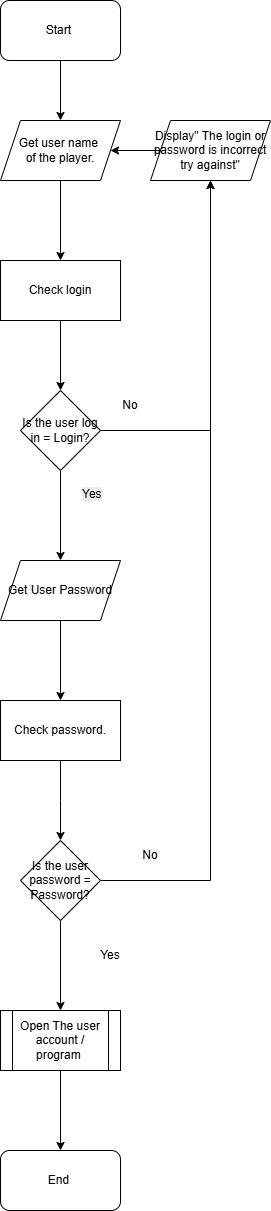 Start
Get user name
of the player.
Display" The login or
password is incorrect
try against"
Check login
No
Is the user log
in = Login?
Yes
Get User Password
Check password.
No
Is the user
password =
Password?
Yes
Open The user
account /
program
End